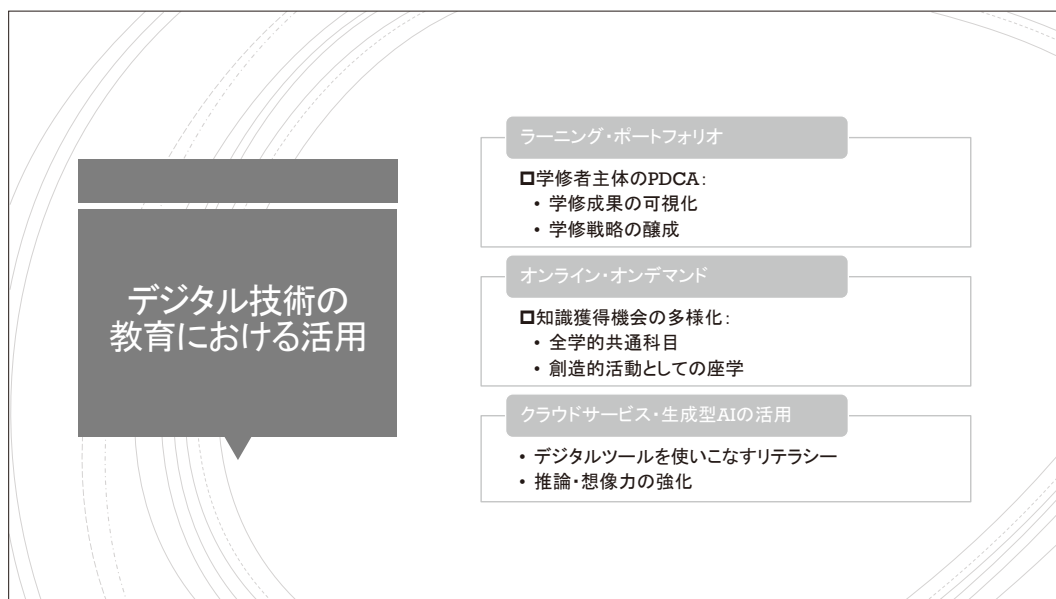 デジタル技術の
教育における活用
ラーニング・ポートフォリオ
□学修者主体のPDCA:
• 学修成果の可視化
• 学修戦略の醸成
オンライン・オンデマンド
□知識獲得機会の多様化:
• 全学的共通科目
• 創造的活動としての座学
クラウドサービス・生成型AIの活用
• デジタルツールを使いこなすリテラシー
• 推論・想像力の強化